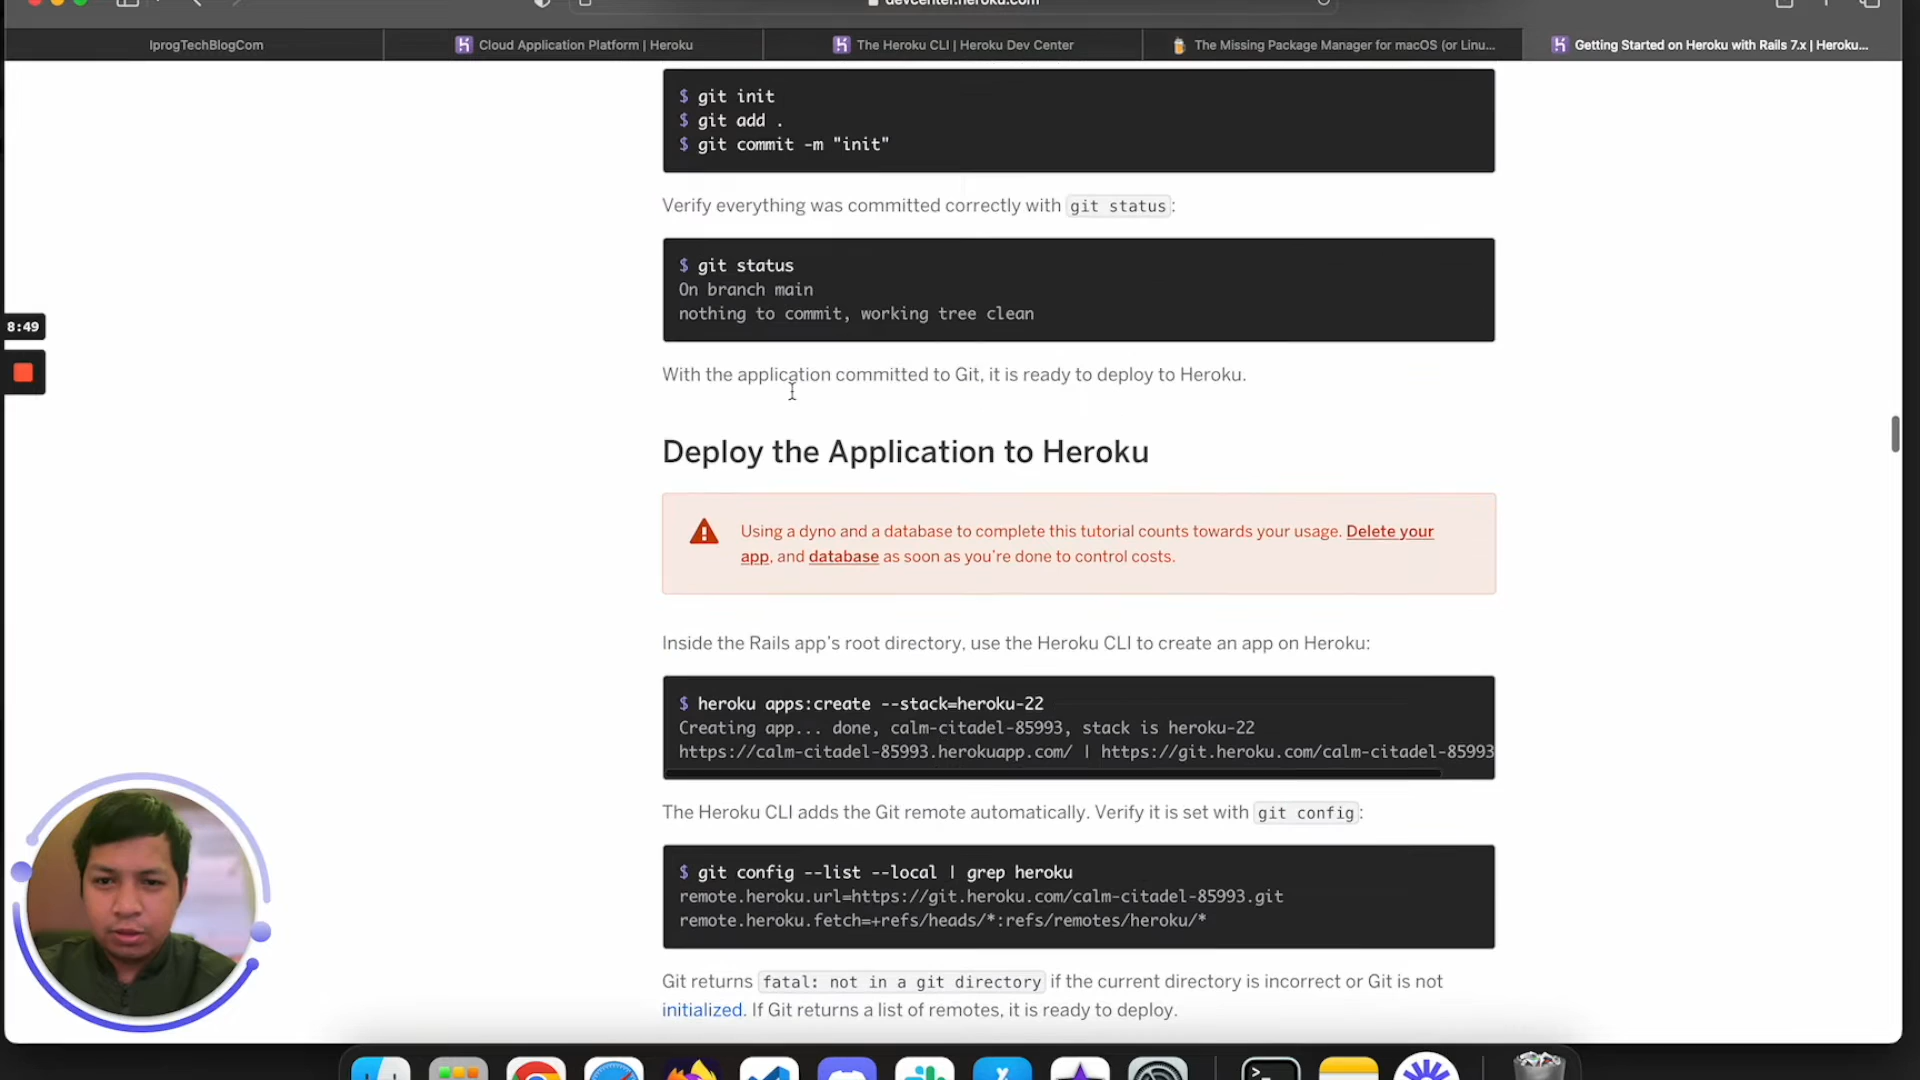 devcenter.heroku.com
IprogTechBlogCom
Cloud Application Platform | Heroku
The Heroku CLI | Heroku Dev Center
The Missing Package Manager for macOS (or Linu...
Getting Started on Heroku with Rails 7.x | Heroku...
$ git init
$ git add .
$ git commit -m "init"
Verify everything was committed correctly with git status:
$ git status
On branch main
nothing to commit, working tree clean
8:49
With the application committed to Git, it is ready to deploy to Heroku.
Deploy the Application to Heroku
Using a dyno and a database to complete this tutorial counts towards your usage. Delete your
app, and database as soon as you're done to control costs.
Inside the Rails app's root directory, use the Heroku CLI to create an app on Heroku:
$ heroku apps:create --stack=heroku-22
Creating app... done, calm-citadel-85993, stack is heroku-22
https://calm-citadel-85993.herokuapp.com/ | https://git.heroku.com/calm-citadel-85993
The Heroku CLI adds the Git remote automatically. Verify it is set with git config:
$ git config --list --local | grep heroku
remote.heroku.url=https://git.heroku.com/calm-citadel-85993.git
remote.heroku.fetch=+refs/heads/*:refs/remotes/heroku/*
Git returns fatal: not in a git directory if the current directory is incorrect or Git is not
initialized. If Git returns a list of remotes, it is ready to deploy.